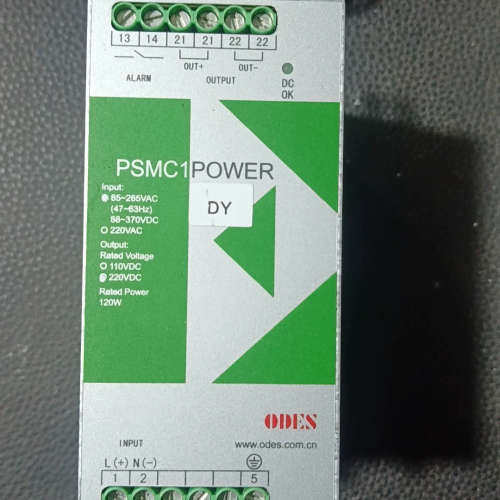 13 14 21 21 22 22
OUT+ OUT-
ALARM OUTPUT
DC
OK
PSMC1POWER
DY
Input:
85~265VAC
(47~63Hz)
88~370VDC
220VAC
Output:
Rated Voltage
110VDC
220VDC
Rated Power
120W
ODES
www.odes.com.cn
INPUT
L(+) N(-)
1 2 5